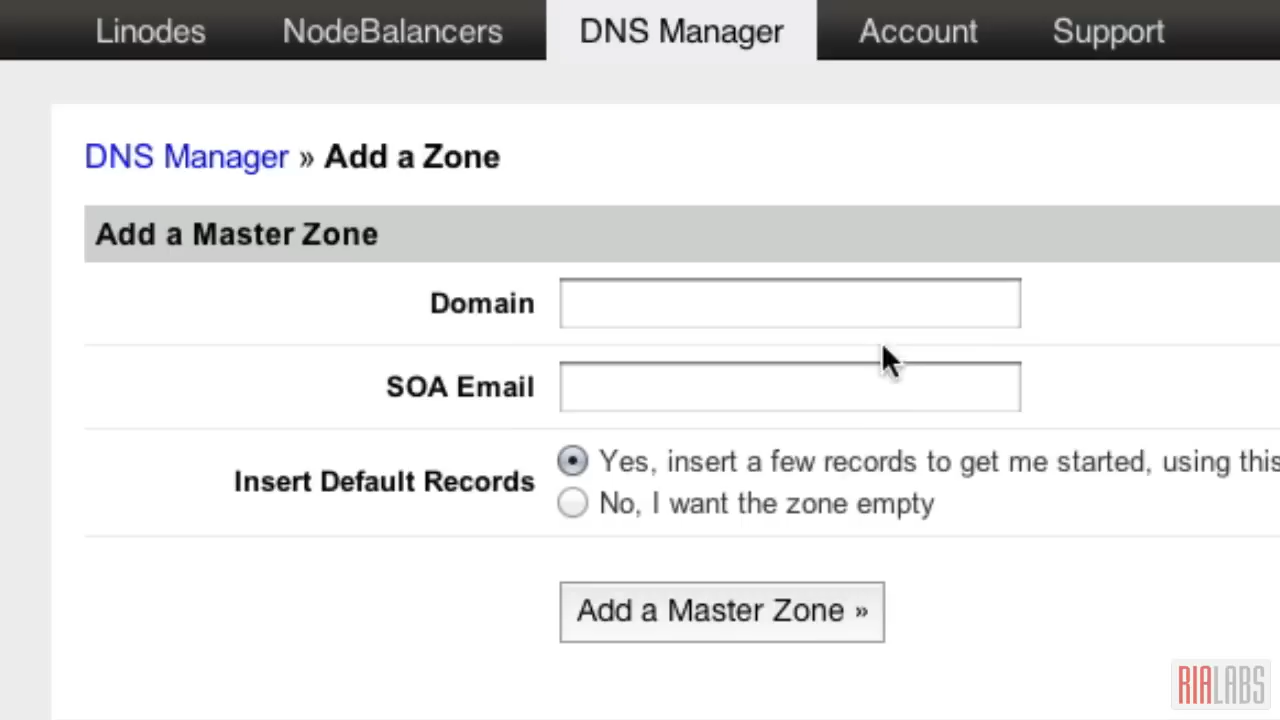 Linodes NodeBalancers DNS Manager Account Support
DNS Manager » Add a Zone
Add a Master Zone
Domain
SOA Email
Insert Default Records
Yes, insert a few records to get me started, using this
No, I want the zone empty
Add a Master Zone »
RIALABS